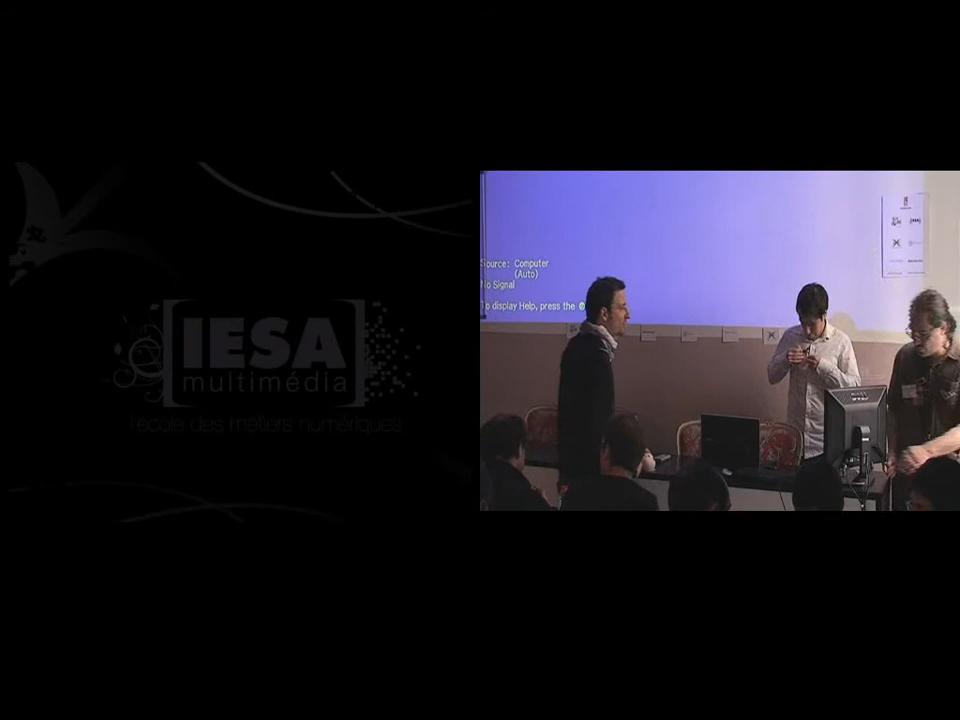 IESA
multimédia
l'école des métiers numériques
Source: Computer
(Auto)
No Signal
To display Help, press the